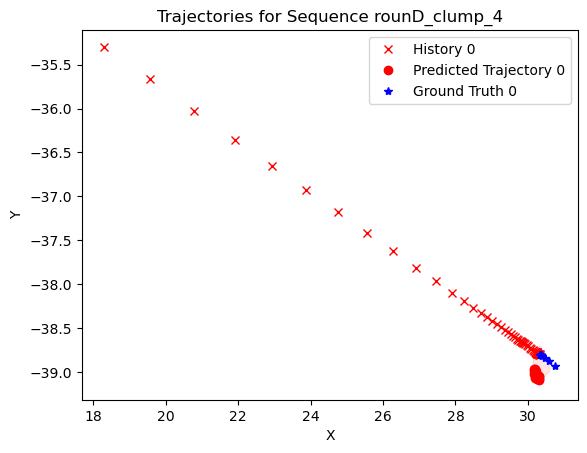 Trajectories for Sequence rounD_clump_4
History 0
Predicted Trajectory 0
Ground Truth 0
−35.5
−36.0
−36.5
−37.0
−37.5
−38.0
−38.5
−39.0
Y
18 20 22 24 26 28 30
X